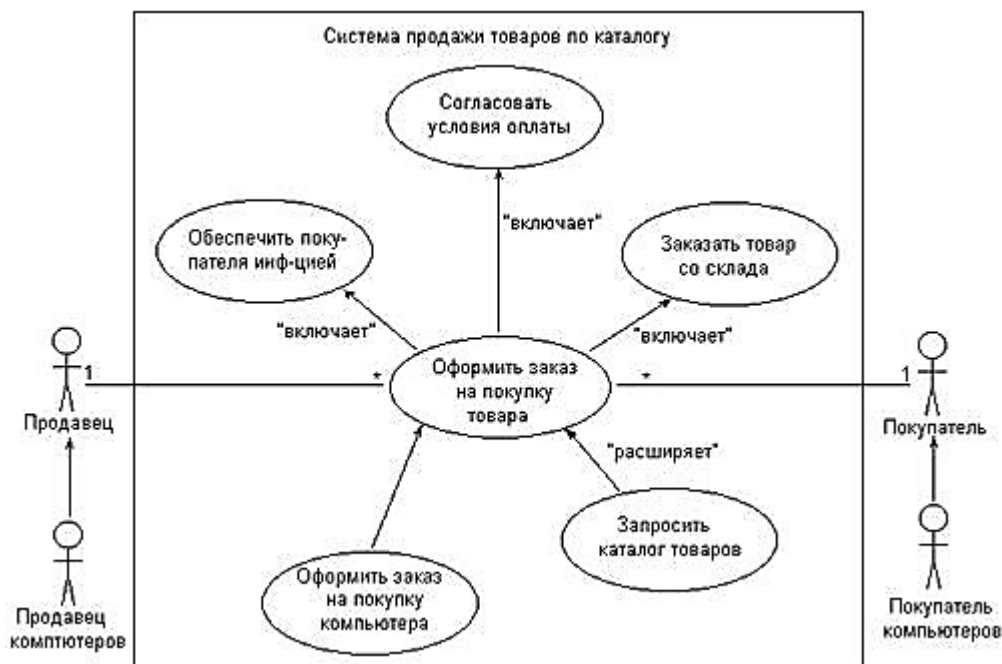 Система продажи товаров по каталогу
Согласовать
условия оплаты
"включает"
Обеспечить поку-
пателя инф-цией
Заказать товар
со склада
"включает"
"включает"
1
*
Оформить заказ
на покупку
товара
*
1
Продавец
Покупатель
"расширяет"
Запросить
каталог товаров
Оформить заказ
на покупку
компьютера
Продавец
комптютеров
Покупатель
компьютеров